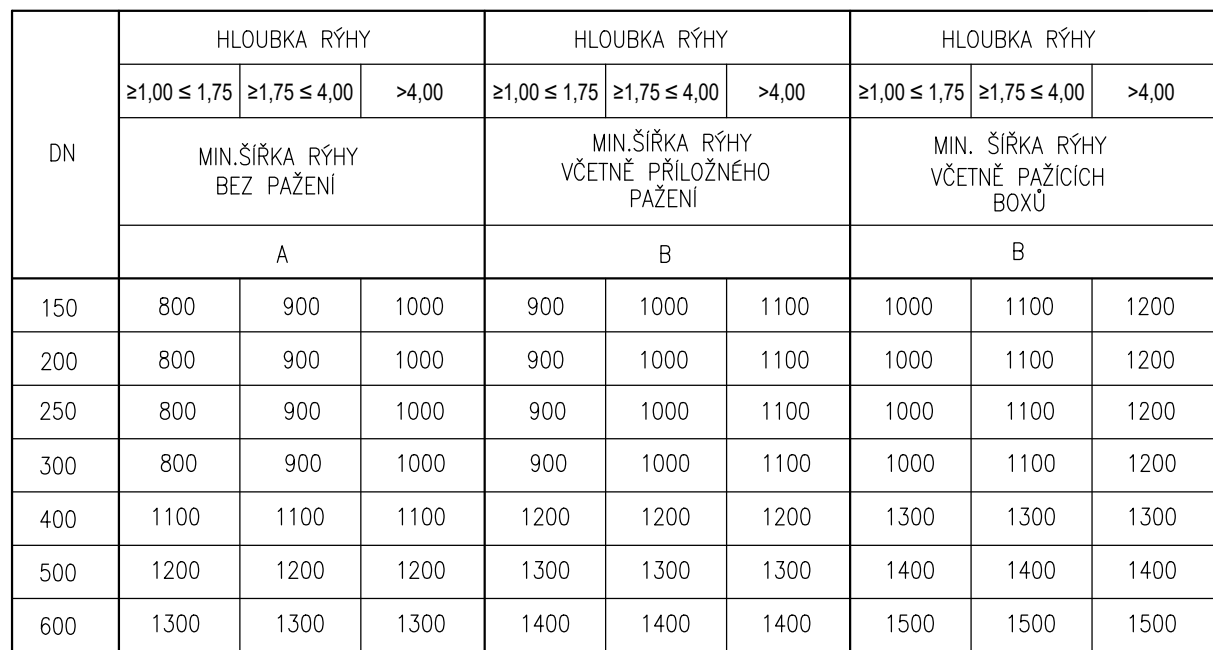 HLOUBKA RÝHY HLOUBKA RÝHY HLOUBKA RÝHY
≥1,00 ≤ 1,75 ≥1,75 ≤ 4,00 >4,00 ≥1,00 ≤ 1,75 ≥1,75 ≤ 4,00 >4,00 ≥1,00 ≤ 1,75 ≥1,75 ≤ 4,00 >4,00
DN
MIN.ŠÍŘKA RÝHY
BEZ PAŽENÍ
MIN.ŠÍŘKA RÝHY
VČETNĚ PŘÍLOŽNÉHO
PAŽENÍ
MIN. ŠÍŘKA RÝHY
VČETNĚ PAŽÍCÍCH
BOXŮ
A B B
150 800 900 1000 900 1000 1100 1000 1100 1200
200 800 900 1000 900 1000 1100 1000 1100 1200
250 800 900 1000 900 1000 1100 1000 1100 1200
300 800 900 1000 900 1000 1100 1000 1100 1200
400 1100 1100 1100 1200 1200 1200 1300 1300 1300
500 1200 1200 1200 1300 1300 1300 1400 1400 1400
600 1300 1300 1300 1400 1400 1400 1500 1500 1500